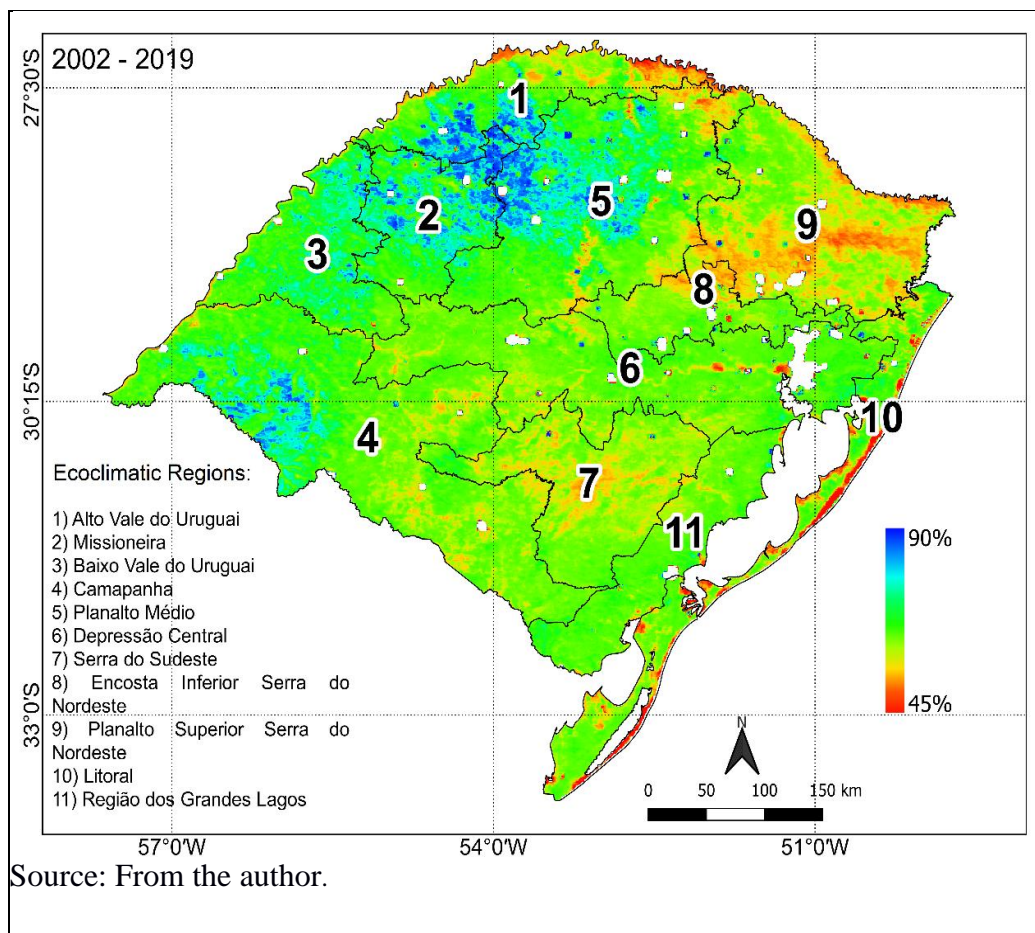 2002 - 2019
27°30'S
30°15'S
33°0'S
1
2
3
4
5
6
7
8
9
10
11
Ecoclimatic Regions:
1) Alto Vale do Uruguai
2) Missioneira
3) Baixo Vale do Uruguai
4) Camapanha
5) Planalto Médio
6) Depressão Central
7) Serra do Sudeste
8) Encosta Inferior Serra do
Nordeste
9) Planalto Superior Serra do
Nordeste
10) Litoral
11) Região dos Grandes Lagos
90%
45%
N
0 50 100 150 km
57°0'W 54°0'W 51°0'W
Source: From the author.